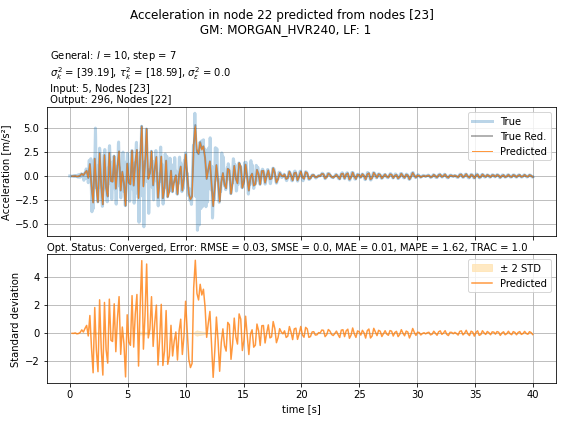 Acceleration in node 22 predicted from nodes [23]
GM: MORGAN_HVR240, LF: 1
General: l = 10, step = 7
σ²ₖ = [39.19], τ²ₖ = [18.59], σ²ε = 0.0
Input: 5, Nodes [23]
Output: 296, Nodes [22]
Acceleration [m/s²]
5.0
2.5
0.0
−2.5
−5.0
True
True Red.
Predicted
Opt. Status: Converged, Error: RMSE = 0.03, SMSE = 0.0, MAE = 0.01, MAPE = 1.62, TRAC = 1.0
Standard deviation
4
2
0
−2
± 2 STD
Predicted
0 5 10 15 20 25 30 35 40
time [s]